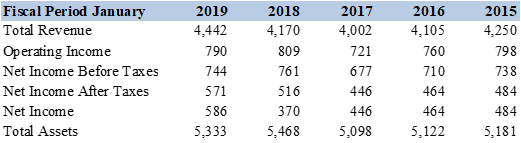 Fiscal Period January 2019 2018 2017 2016 2015
Total Revenue 4,442 4,170 4,002 4,105 4,250
Operating Income 790 809 721 760 798
Net Income Before Taxes 744 761 677 710 738
Net Income After Taxes 571 516 446 464 484
Net Income 586 370 446 464 484
Total Assets 5,333 5,468 5,098 5,122 5,181